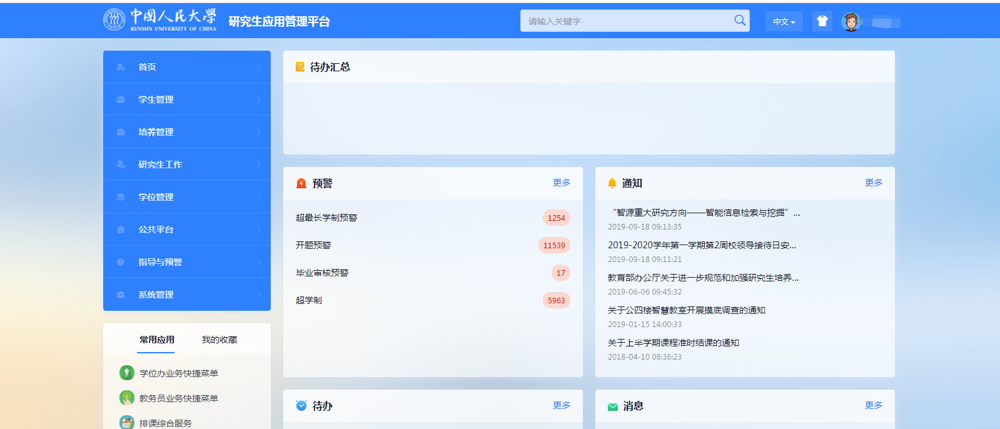 中国人民大学
RENMIN UNIVERSITY OF CHINA
研究生应用管理平台
请输入关键字
中文
首页
学生管理
培养管理
研究生工作
学位管理
公共平台
指导与预警
系统管理
常用应用 我的收藏
学位办业务快捷菜单
教务员业务快捷菜单
排课综合服务
待办汇总
预警 更多
超最长学制预警 1254
开题预警 11539
毕业审核预警 17
超学制 5963
通知 更多
“智源重大研究方向——智能信息检索与挖掘”...
2019-09-18 09:13:35
2019-2020学年第一学期第2周校领导接待日安...
2019-09-18 09:11:21
教育部办公厅关于进一步规范和加强研究生培养...
2019-06-06 09:45:32
关于公四楼智慧教室开展摸底调查的通知
2019-01-15 14:00:33
关于上半学期课程准时结课的通知
2018-04-10 08:36:23
待办 更多
消息 更多